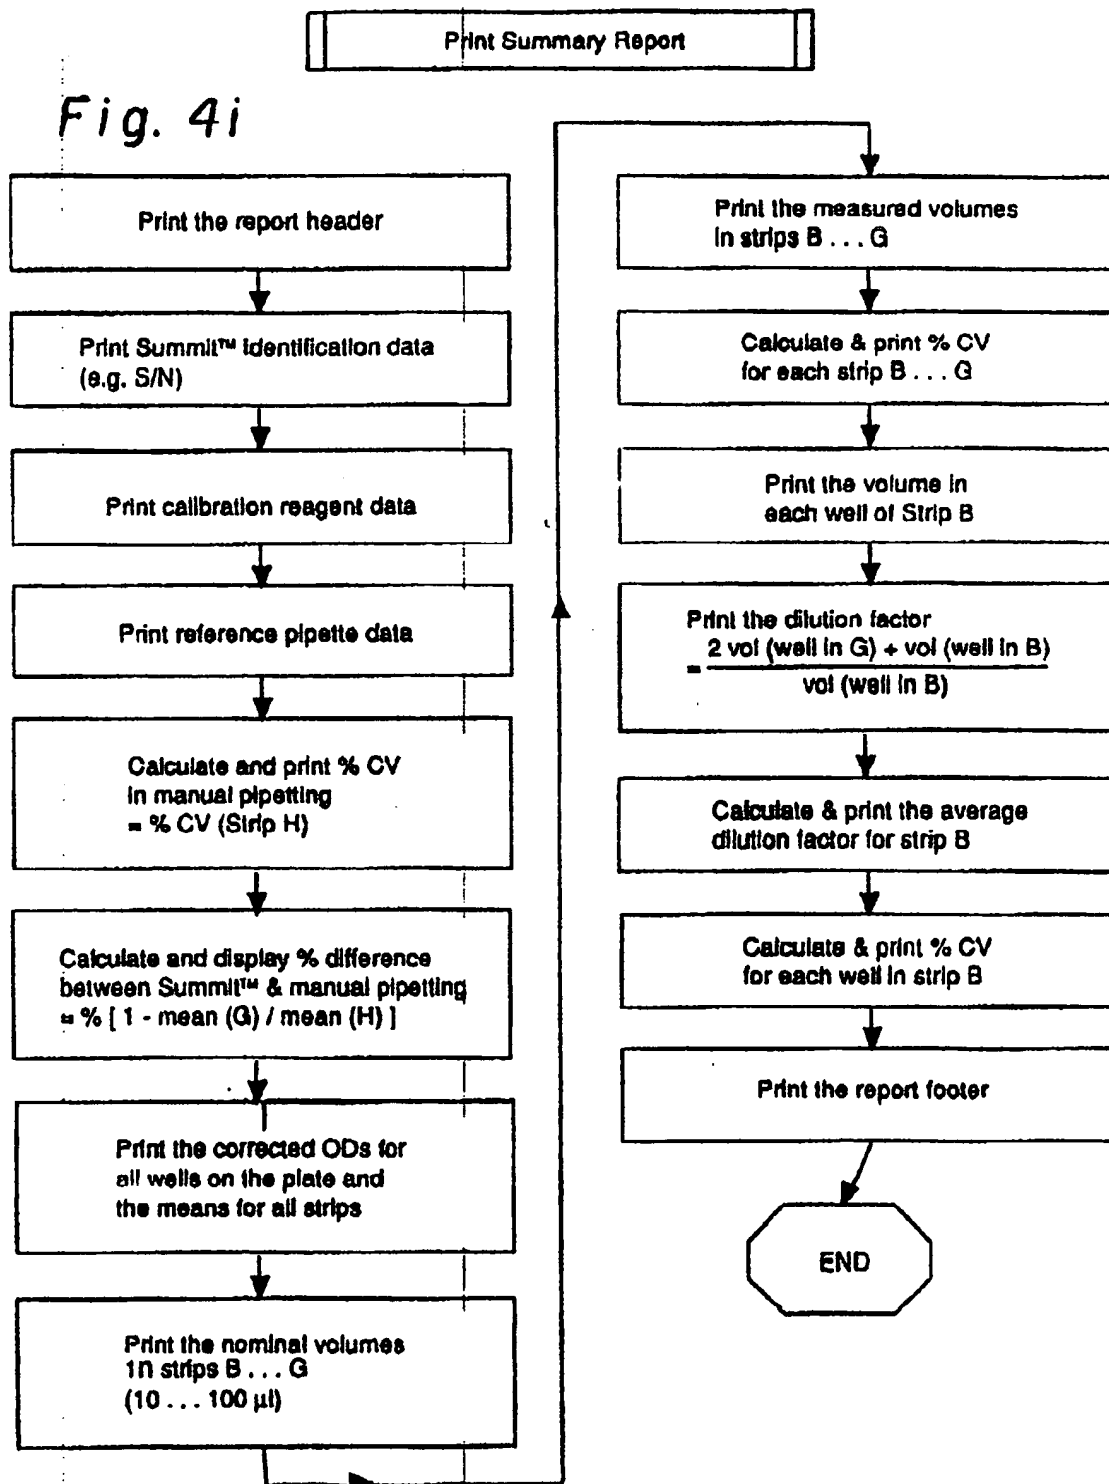 Print Summary Report
Fig. 4i
Print the report header
Print Summit™ identification data
(e.g. S/N)
Print calibration reagent data
Print reference pipette data
Calculate and print % CV
in manual pipetting
= % CV (Strip H)
Calculate and display % difference
between Summit™ & manual pipetting
= % [ 1 - mean (G) / mean (H) ]
Print the corrected ODs for
all wells on the plate and
the means for all strips
Print the nominal volumes
in strips B . . . G
(10 . . . 100 µl)
Print the measured volumes
in strips B . . . G
Calculate & print % CV
for each strip B . . . G
Print the volume in
each well of Strip B
Print the dilution factor
= 2 vol (well in G) + vol (well in B)
vol (well in B)
Calculate & print the average
dilution factor for strip B
Calculate & print % CV
for each well in strip B
Print the report footer
END